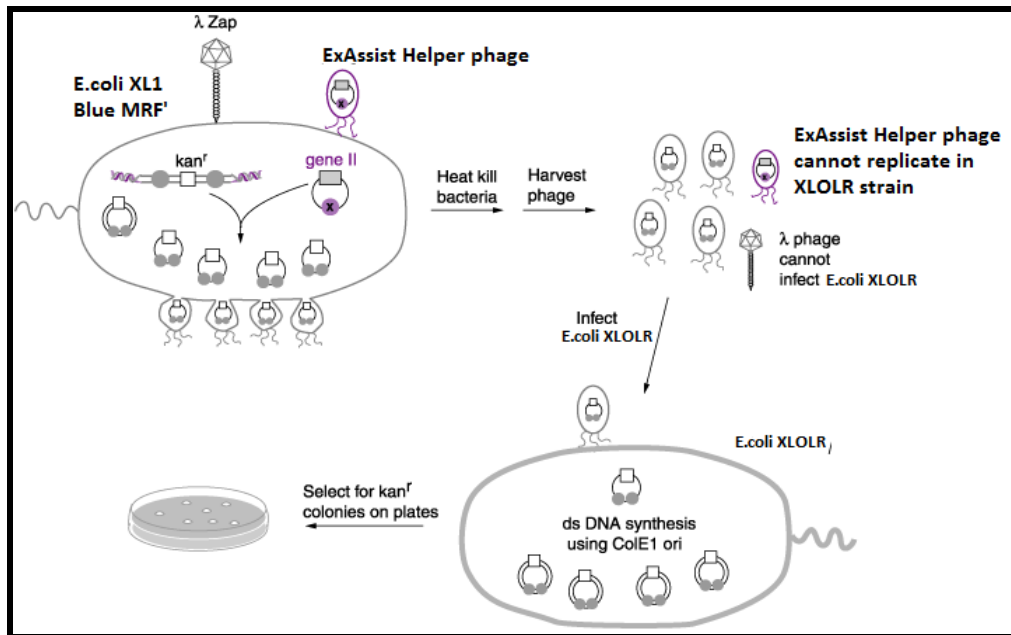 λ Zap
ExAssist Helper phage
E.coli XL1
Blue MRF'
kanʳ
gene II
x
Heat kill
bacteria
Harvest
phage
x
ExAssist Helper phage
cannot replicate in
XLOLR strain
λ phage
cannot
infect E.coli XLOLR
Infect
E.coli XLOLR
E.coli XLOLR
Select for kanʳ
colonies on plates
ds DNA synthesis
using ColE1 ori